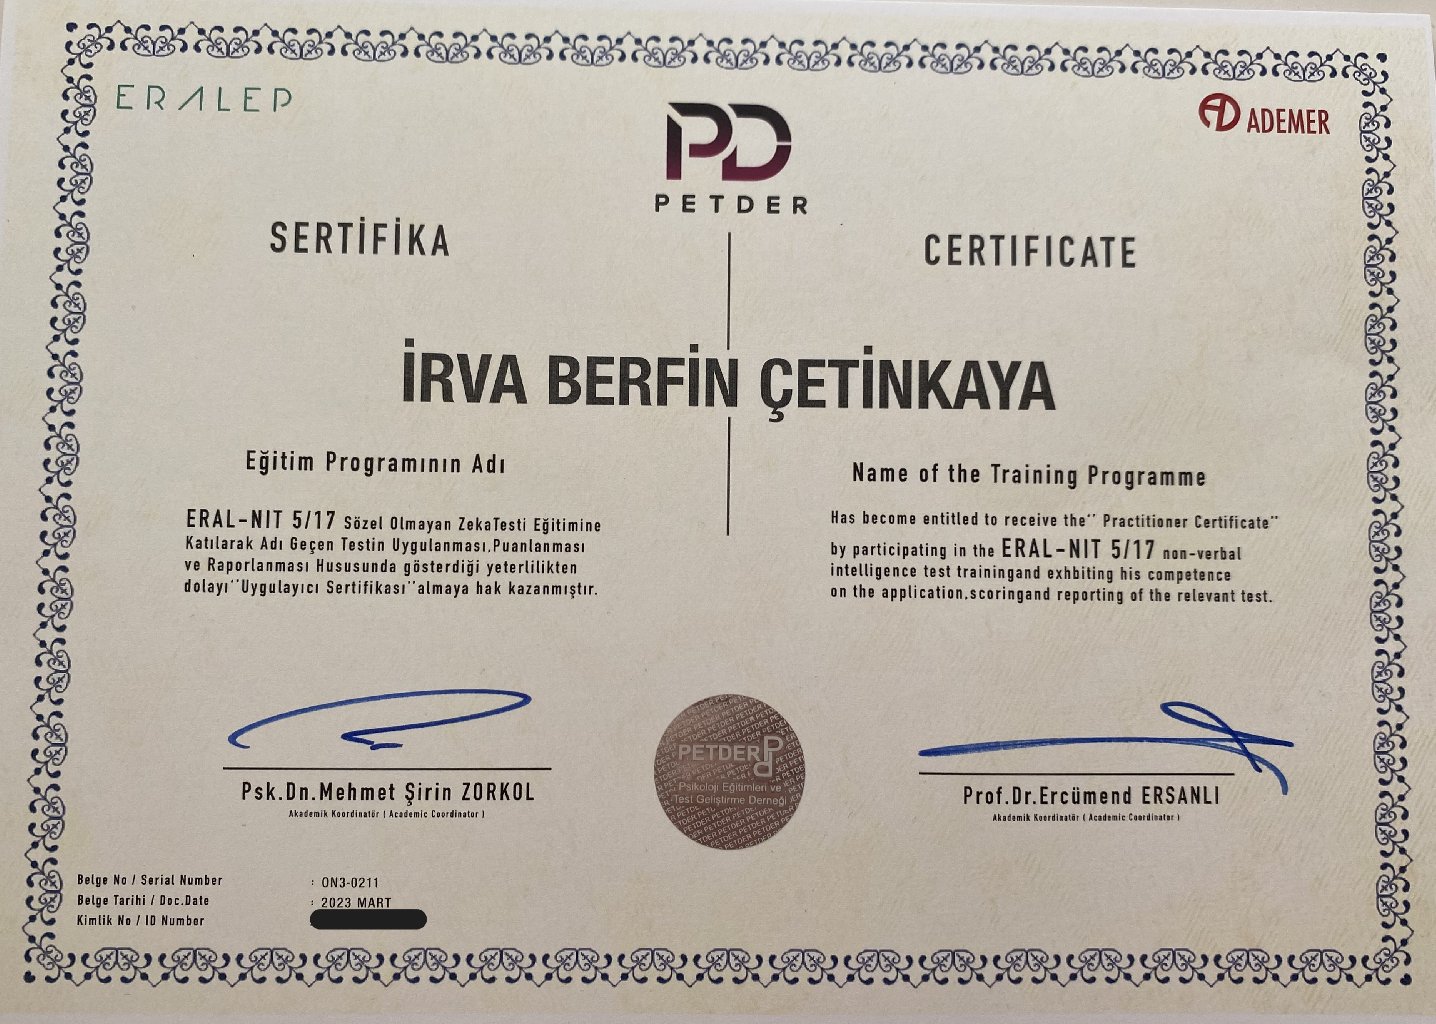 ERALEP
PD
PETDER
AD ADEMER
SERTİFİKA
CERTIFICATE
İRVA BERFİN ÇETİNKAYA
Eğitim Programının Adı
ERAL-NIT 5/17 Sözel Olmayan ZekaTesti Eğitimine
Katılarak Adı Geçen Testin Uygulanması,Puanlanması
ve Raporlanması Hususunda gösterdiği yeterlilikten
dolayı''Uygulayıcı Sertifikası''almaya hak kazanmıştır.
Name of the Training Programme
Has become entitled to receive the'' Practitioner Certificate''
by participating in the ERAL-NIT 5/17 non-verbal
intelligence test trainingand exhbiting his competence
on the application,scoringand reporting of the relevant test.
Psk.Dn.Mehmet Şirin ZORKOL
Akademik Koordinatör ( Academic Coordinator )
PETDER
Psikoloji Eğitimleri ve
Test Geliştirme Derneği
Prof.Dr.Ercümend ERSANLI
Akademik Koordinatör ( Academic Coordinator )
Belge No / Serial Number : ON3-0211
Belge Tarihi / Doc.Date : 2023 MART
Kimlik No / ID Number